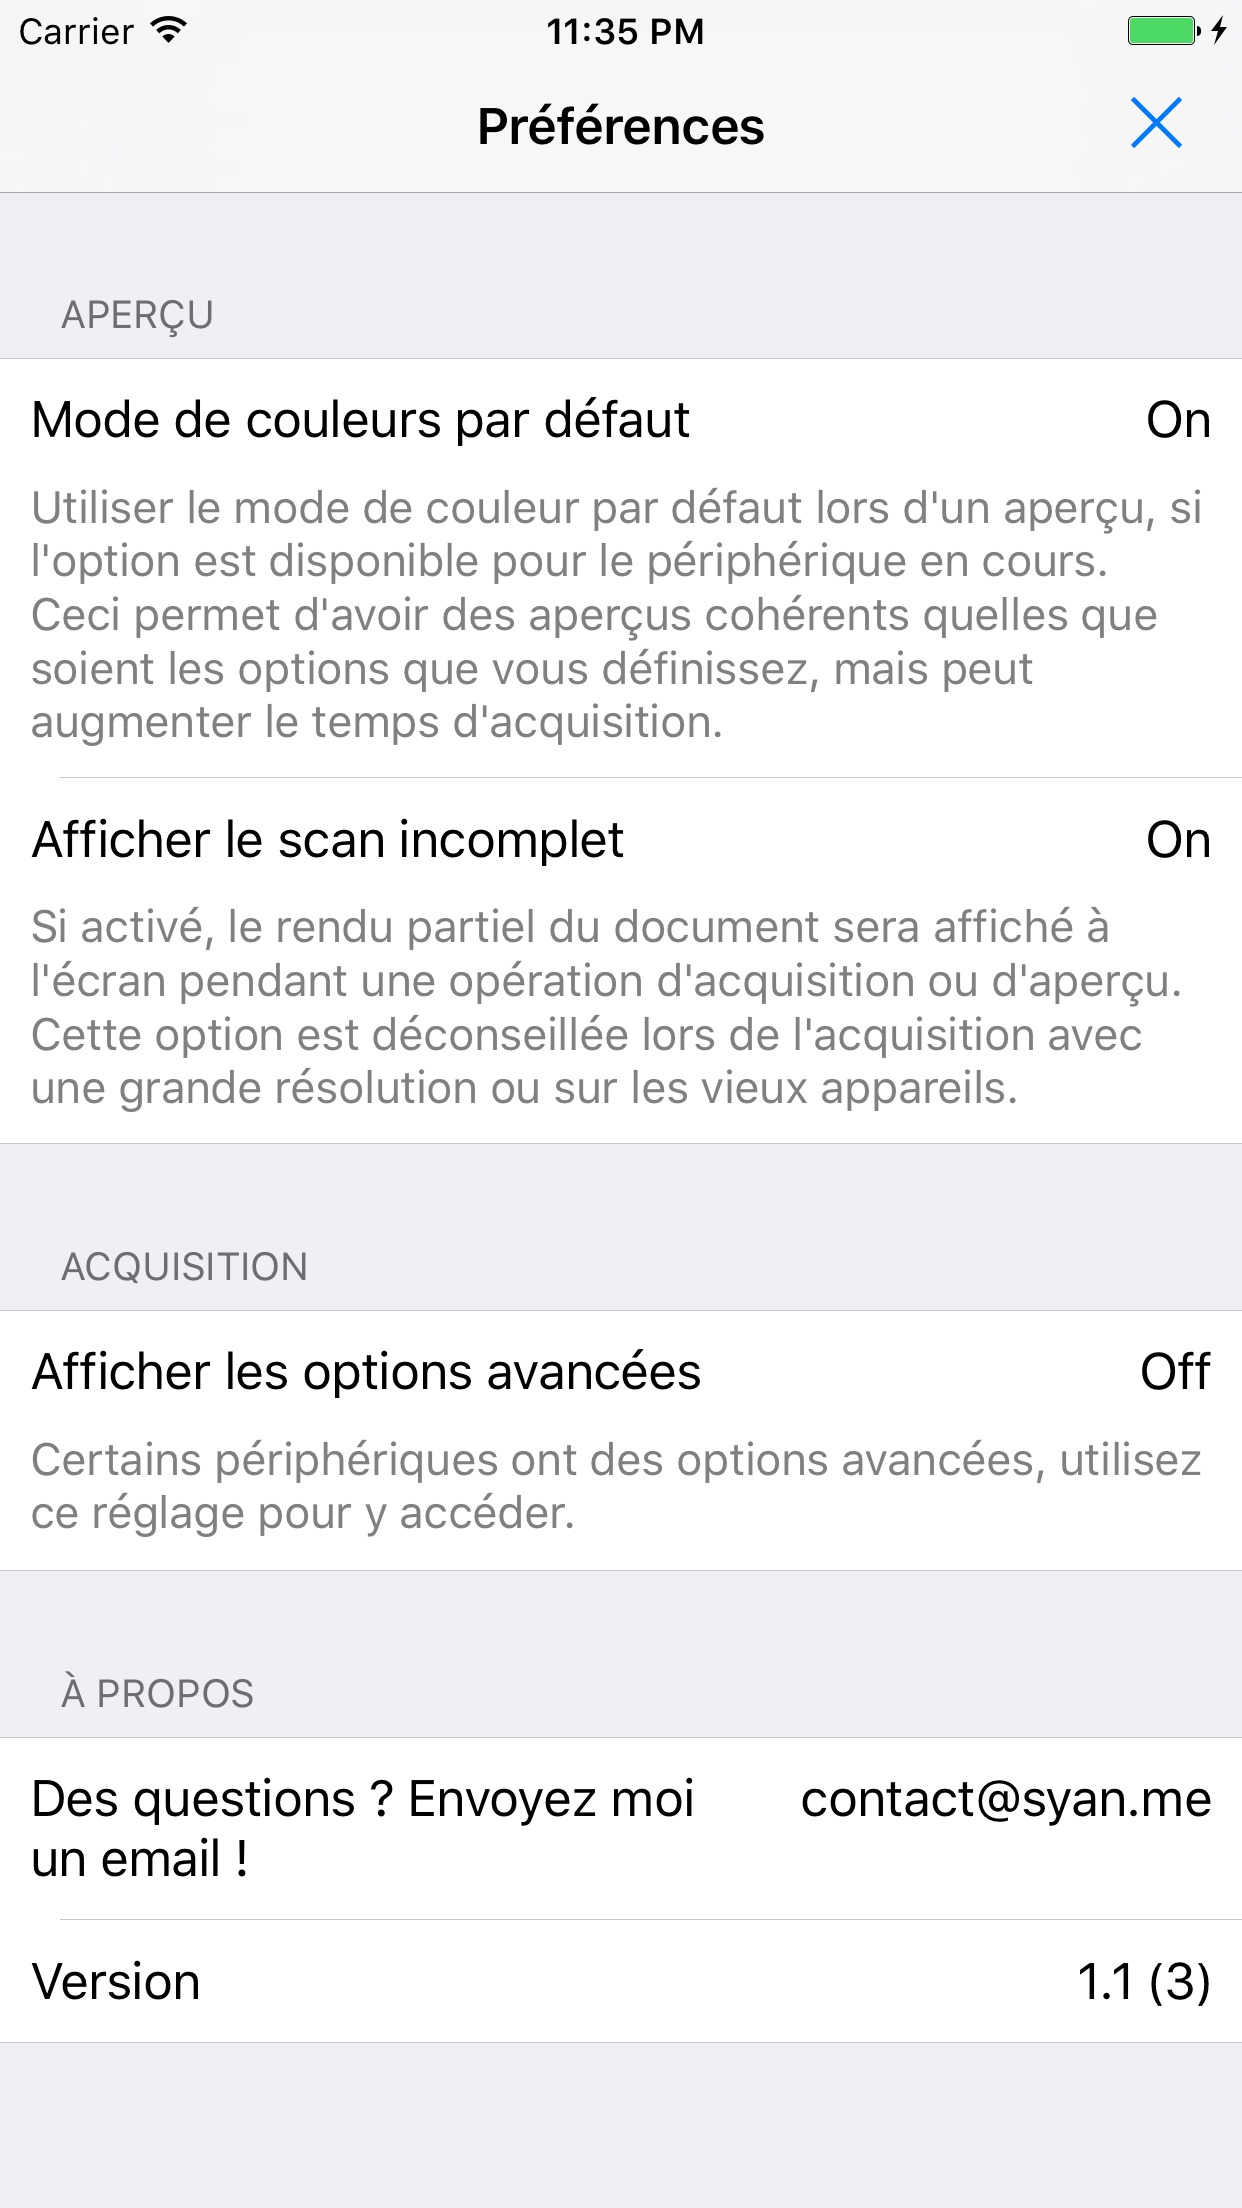 Carrier 11:35 PM
Préférences
APERÇU
Mode de couleurs par défaut On
Utiliser le mode de couleur par défaut lors d'un aperçu, si
l'option est disponible pour le périphérique en cours.
Ceci permet d'avoir des aperçus cohérents quelles que
soient les options que vous définissez, mais peut
augmenter le temps d'acquisition.
Afficher le scan incomplet On
Si activé, le rendu partiel du document sera affiché à
l'écran pendant une opération d'acquisition ou d'aperçu.
Cette option est déconseillée lors de l'acquisition avec
une grande résolution ou sur les vieux appareils.
ACQUISITION
Afficher les options avancées Off
Certains périphériques ont des options avancées, utilisez
ce réglage pour y accéder.
À PROPOS
Des questions ? Envoyez moi contact@syan.me
un email !
Version 1.1 (3)